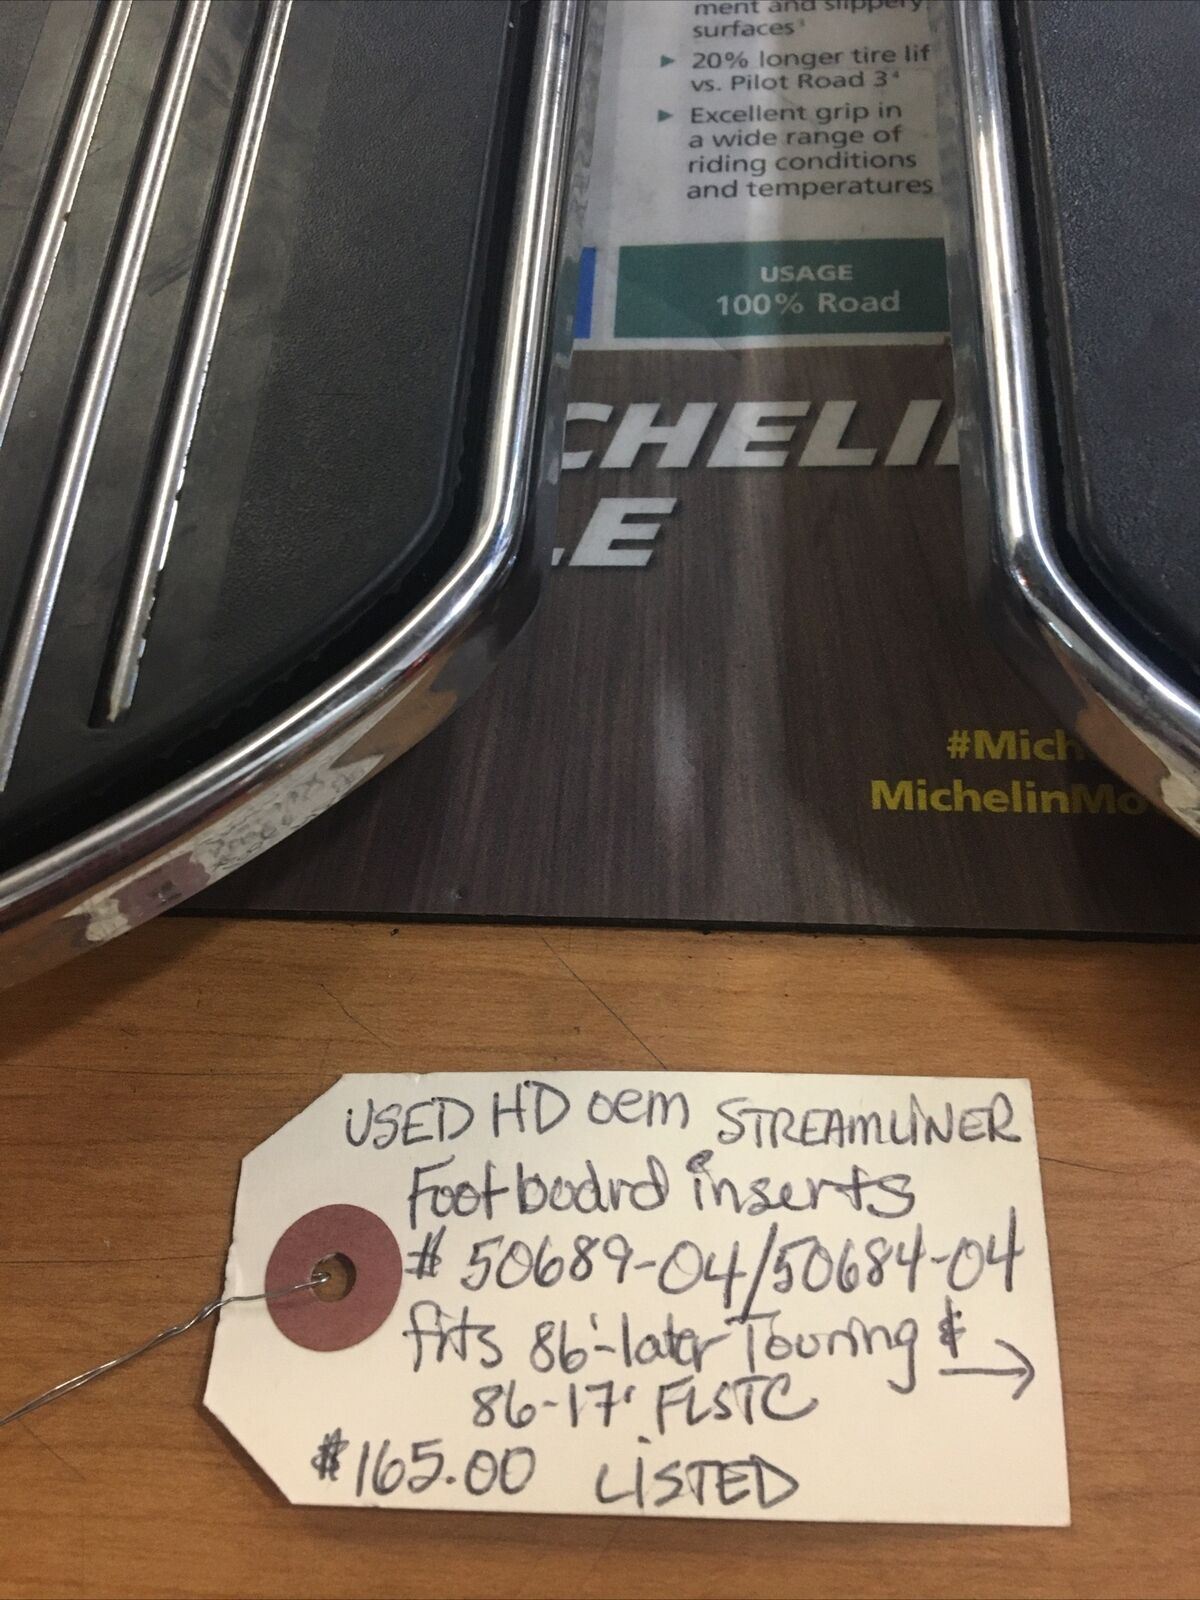 ment and slippery
surfaces³
▸ 20% longer tire lif
vs. Pilot Road 3⁴
▸ Excellent grip in
a wide range of
riding conditions
and temperatures
USAGE
100% Road
CHELI
LE
#Mich
MichelinMo
USED HD oem STREAMLINER
Footboard inserts
# 50689-04/50684-04
fits 86'-later Touring &
→
86-17' FLSTC
$165.00 LISTED